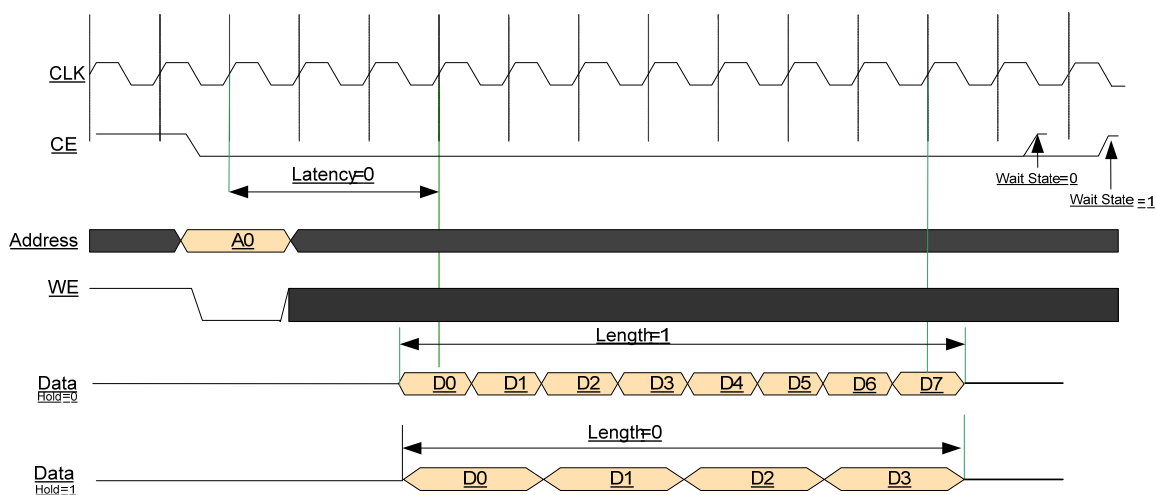 CLK
CE
Latency=0
Wait State=0
Wait State =1
Address
A0
WE
Length=1
Data
Hold=0
D0 D1 D2 D3 D4 D5 D6 D7
Length=0
Data
Hold=1
D0 D1 D2 D3